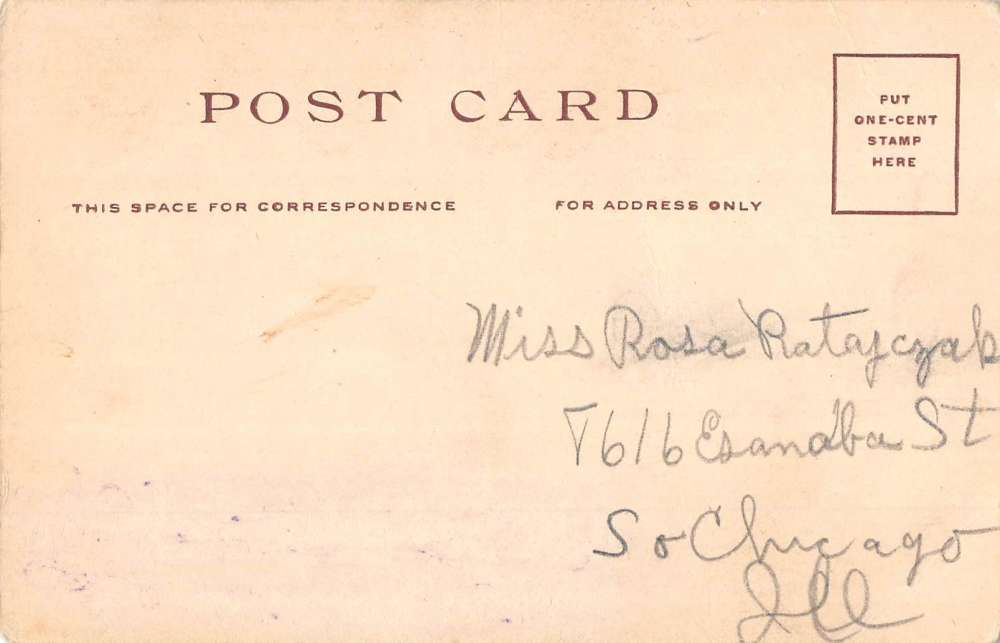 POST CARD
PUT
ONE-CENT
STAMP
HERE
THIS SPACE FOR CORRESPONDENCE
FOR ADDRESS ONLY
Miss Rosa Ratajczak
7616 Esanaba St
So Chicago
Ill